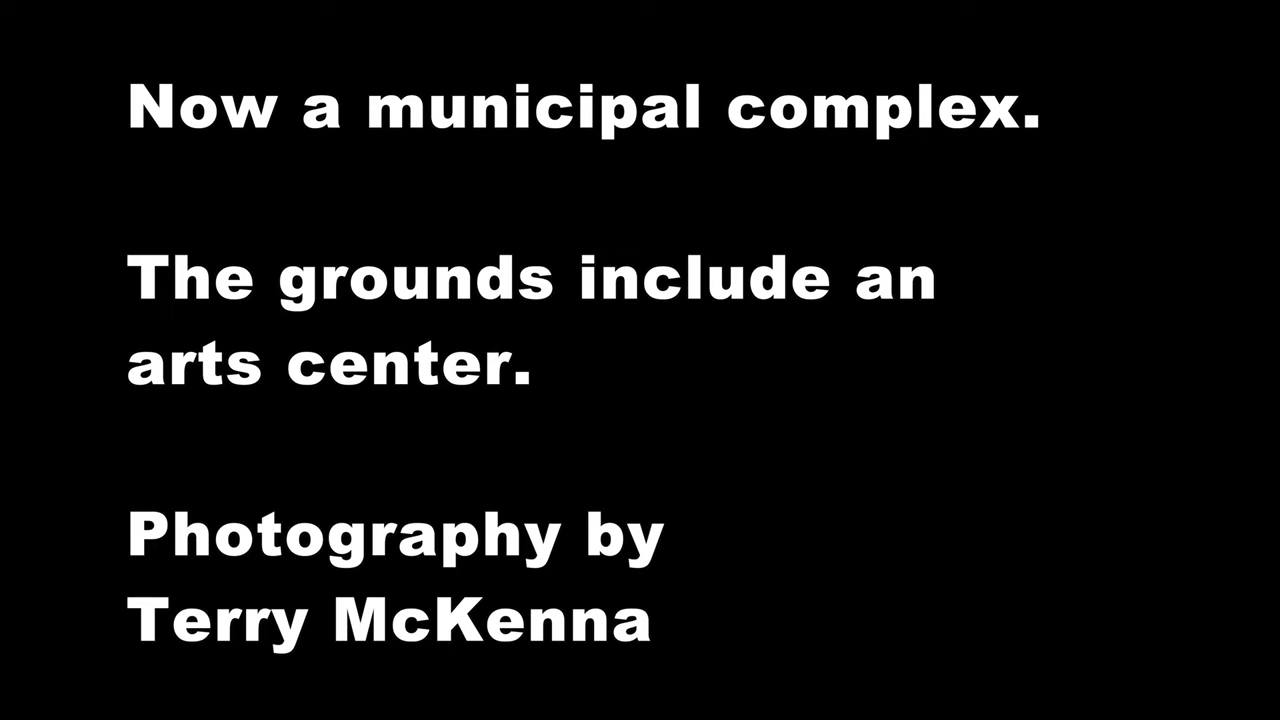 Now a municipal complex.
The grounds include an
arts center.
Photography by
Terry McKenna